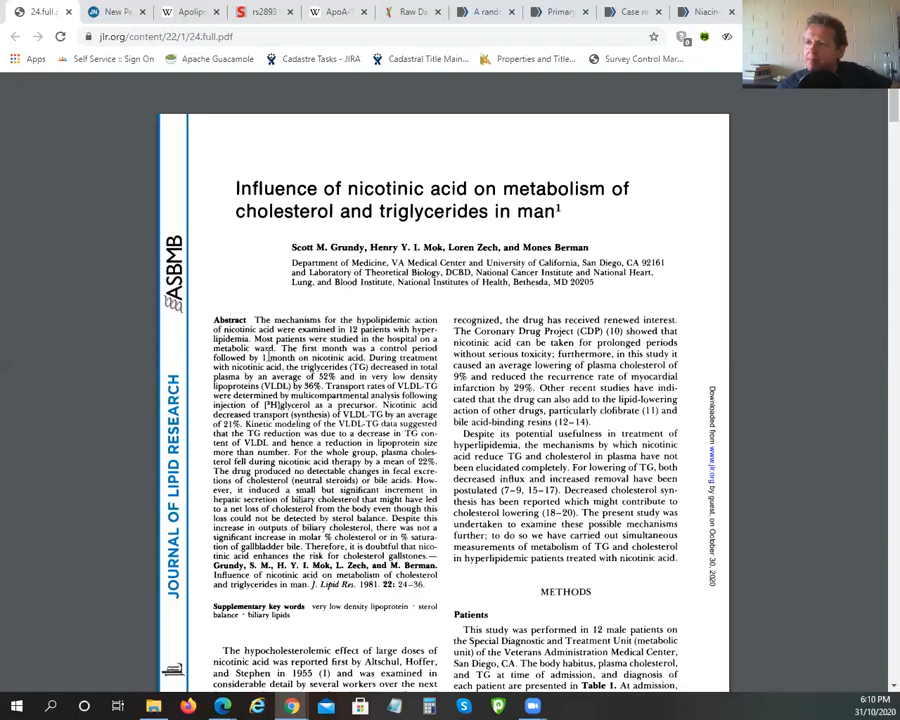 24.full.p
New Pe
Apolipo
rs2893
ApoA-
Raw Da
A rando
Primary
Case re
Niacin-
jlr.org/content/22/1/24.full.pdf
Apps
Self Service :: Sign On
Apache Guacamole
Cadastre Tasks - JIRA
Cadastral Title Main...
Properties and Title...
Survey Control Mar...
Influence of nicotinic acid on metabolism of
cholesterol and triglycerides in man¹
Scott M. Grundy, Henry Y. I. Mok, Loren Zech, and Mones Berman
Department of Medicine, VA Medical Center and University of California, San Diego, CA 92161
and Laboratory of Theoretical Biology, DCBD, National Cancer Institute and National Heart,
Lung, and Blood Institute, National Institutes of Health, Bethesda, MD 20205
ASBMB
JOURNAL OF LIPID RESEARCH
Abstract The mechanisms for the hypolipidemic action
of nicotinic acid were examined in 12 patients with hyper-
lipidemia. Most patients were studied in the hospital on a
metabolic ward. The first month was a control period
followed by 1 month on nicotinic acid. During treatment
with nicotinic acid, the triglycerides (TG) decreased in total
plasma by an average of 52% and in very low density
lipoproteins (VLDL) by 36%. Transport rates of VLDL-TG
were determined by multicompartmental analysis following
injection of [³H]glycerol as a precursor. Nicotinic acid
decreased transport (synthesis) of VLDL-TG by an average
of 21%. Kinetic modeling of the VLDL-TG data suggested
that the TG reduction was due to a decrease in TG con-
tent of VLDL and hence a reduction in lipoprotein size
more than number. For the whole group, plasma choles-
terol fell during nicotinic acid therapy by a mean of 22%.
The drug produced no detectable changes in fecal excre-
tions of cholesterol (neutral steroids) or bile acids. How-
ever, it induced a small but significant increment in
hepatic secretion of biliary cholesterol that might have led
to a net loss of cholesterol from the body even though this
loss could not be detected by sterol balance. Despite this
increase in outputs of biliary cholesterol, there was not a
significant increase in molar % cholesterol or in % satura-
tion of gallbladder bile. Therefore, it is doubtful that nico-
tinic acid enhances the risk for cholesterol gallstones.—
Grundy, S. M., H. Y. I. Mok, L. Zech, and M. Berman.
Influence of nicotinic acid on metabolism of cholesterol
and triglycerides in man. J. Lipid Res. 1981. 22: 24–36.
Supplementary key words very low density lipoprotein · sterol
balance · biliary lipids
The hypocholesterolemic effect of large doses of
nicotinic acid was reported first by Altschul, Hoffer,
and Stephen in 1955 (1) and was examined in
considerable detail by several workers over the next
recognized, the drug has received renewed interest.
The Coronary Drug Project (CDP) (10) showed that
nicotinic acid can be taken for prolonged periods
without serious toxicity; furthermore, in this study it
caused an average lowering of plasma cholesterol of
9% and reduced the recurrence rate of myocardial
infarction by 29%. Other recent studies have indi-
cated that the drug can also add to the lipid-lowering
action of other drugs, particularly clofibrate (11) and
bile acid-binding resins (12–14).
Despite its potential usefulness in treatment of
hyperlipidemia, the mechanisms by which nicotinic
acid reduce TG and cholesterol in plasma have not
been elucidated completely. For lowering of TG, both
decreased influx and increased removal have been
postulated (7–9, 15–17). Decreased cholesterol syn-
thesis has been reported which might contribute to
cholesterol lowering (18–20). The present study was
undertaken to examine these possible mechanisms
further; to do so we have carried out simultaneous
measurements of metabolism of TG and cholesterol
in hyperlipidemic patients treated with nicotinic acid.
METHODS
Patients
This study was performed in 12 male patients on
the Special Diagnostic and Treatment Unit (metabolic
unit) of the Veterans Administration Medical Center,
San Diego, CA. The body habitus, plasma cholesterol,
and TG at time of admission, and diagnosis of
each patient are presented in Table 1. At admission,
Downloaded from www.jlr.org by guest, on October 30, 2020
6:10 PM
31/10/2020